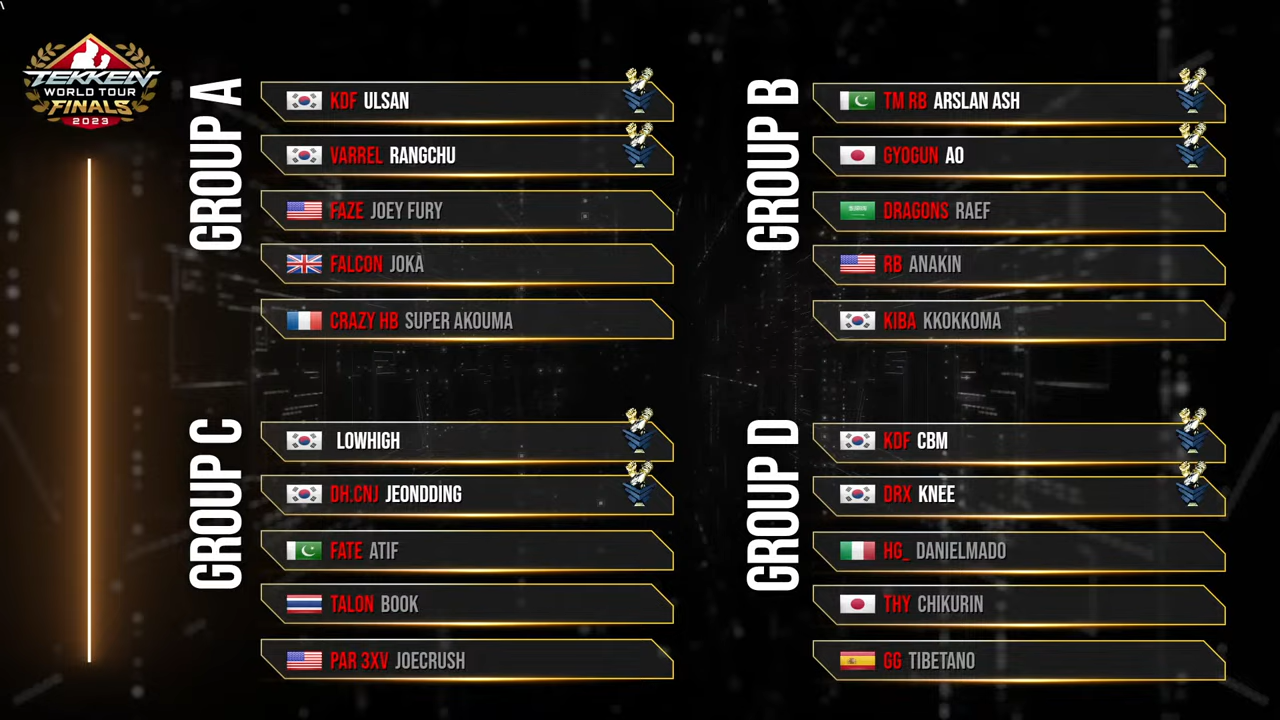 \
TEKKEN
WORLD TOUR
FINALS
2023
GROUP A
KDF ULSAN
VARREL RANGCHU
FAZE JOEY FURY
FALCON JOKA
CRAZY HB SUPER AKOUMA
GROUP B
TM RB ARSLAN ASH
GYOGUN AO
DRAGONS RAEF
RB ANAKIN
KIBA KKOKKOMA
GROUP C
LOWHIGH
DH.CNJ JEONDDING
FATE ATIF
TALON BOOK
PAR 3XV JOECRUSH
GROUP D
KDF CBM
DRX KNEE
HG_ DANIELMADO
THY CHIKURIN
GG TIBETANO